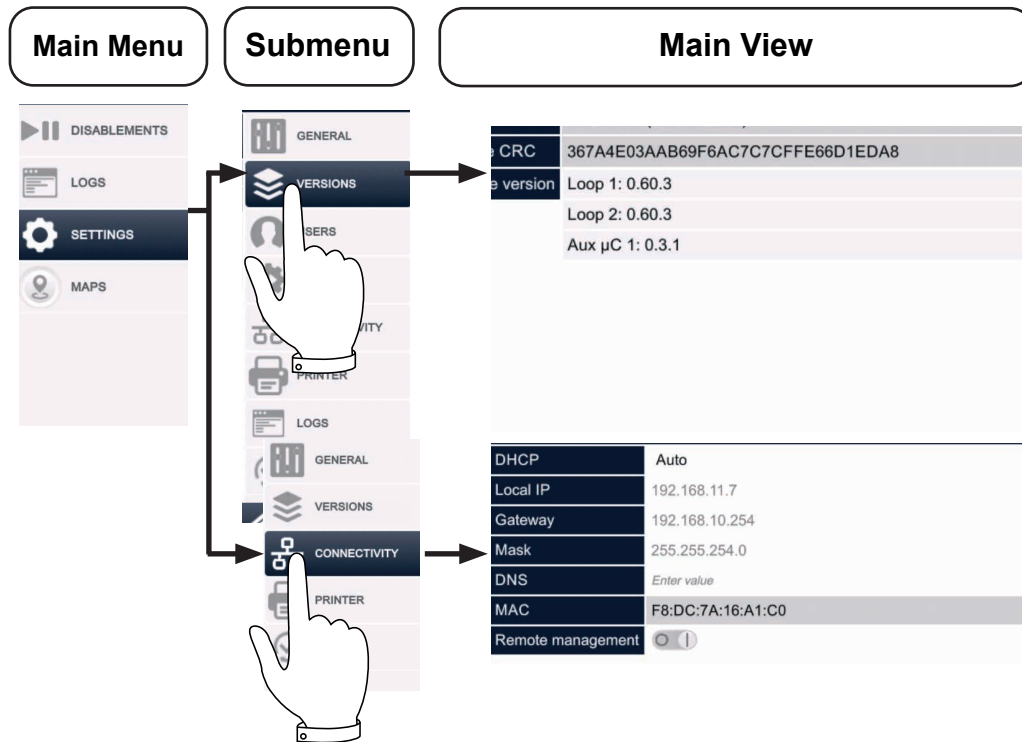 Main Menu
Submenu
Main View
DISABLEMENTS
LOGS
SETTINGS
MAPS
GENERAL
VERSIONS
SERS
VITY
PRINTER
LOGS
GENERAL
VERSIONS
CONNECTIVITY
PRINTER
CRC 367A4E03AAB69F6AC7C7CFFE66D1EDA8
e version Loop 1: 0.60.3
Loop 2: 0.60.3
Aux µC 1: 0.3.1
DHCP Auto
Local IP 192.168.11.7
Gateway 192.168.10.254
Mask 255.255.254.0
DNS Enter value
MAC F8:DC:7A:16:A1:C0
Remote management